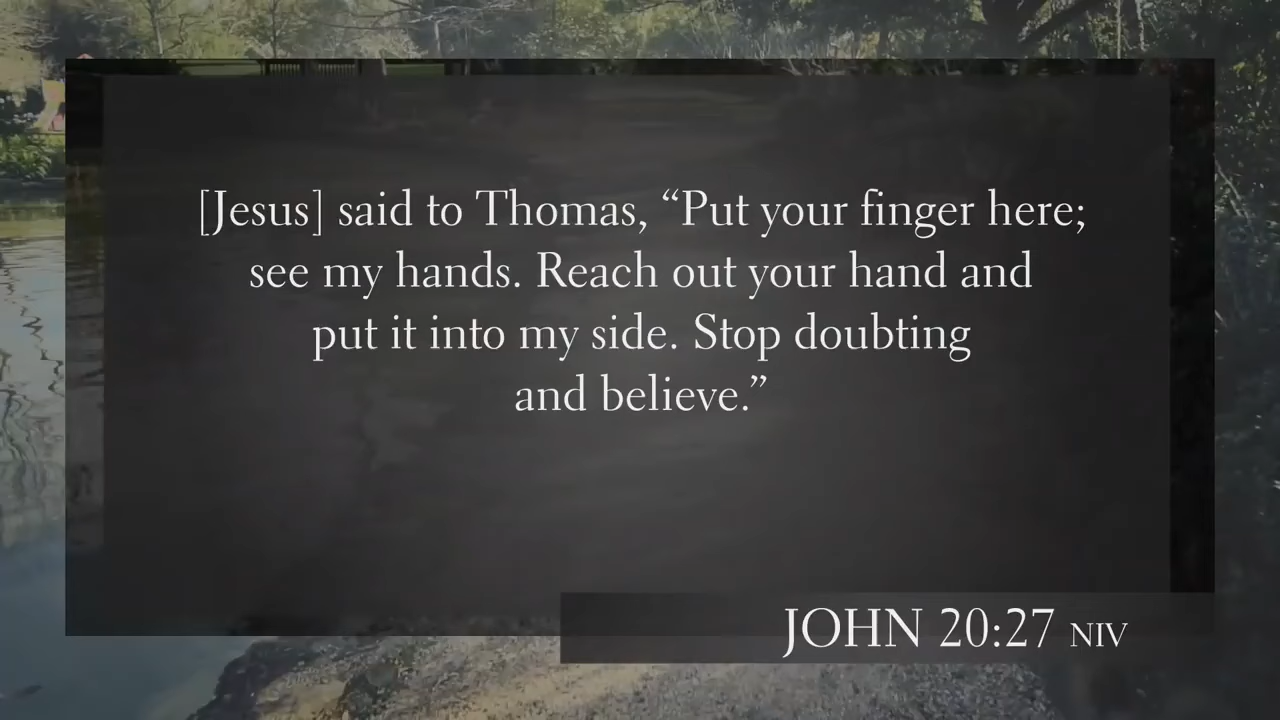 [Jesus] said to Thomas, “Put your finger here;
see my hands. Reach out your hand and
put it into my side. Stop doubting
and believe.”
JOHN 20:27 NIV